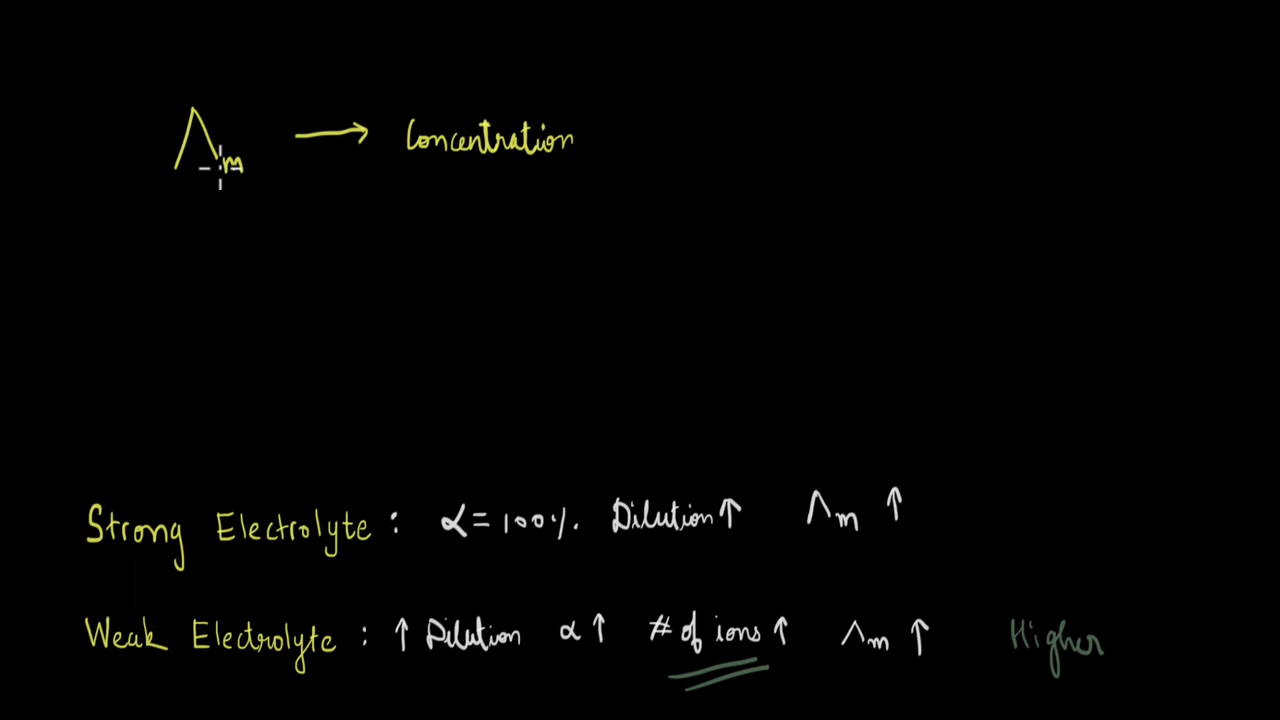 Λm → Concentration
Strong Electrolyte : α = 100%. Dilution ↑ Λm ↑
Weak Electrolyte : ↑ Dilution α ↑ # of ions ↑ Λm ↑ Higher